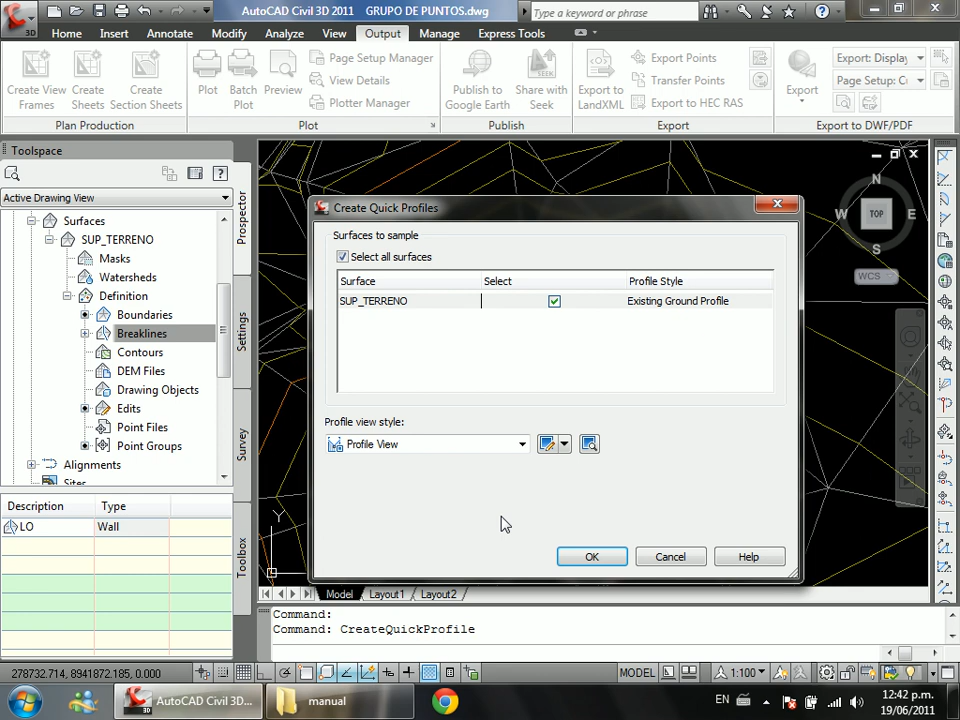 AutoCAD Civil 3D 2011 GRUPO DE PUNTOS.dwg
Type a keyword or phrase
3D
Home Insert Annotate Modify Analyze View Output Manage Express Tools
Create View Frames
Create Sheets
Create Section Sheets
Plan Production
Plot
Batch Plot
Preview
Page Setup Manager
View Details
Plotter Manager
Plot
Publish to Google Earth
Share with Seek
Publish
Export to LandXML
Export Points
Transfer Points
Export to HEC RAS
Export
Export
Export: Display
Page Setup: C
Export to DWF/PDF
Toolspace
Active Drawing View
Surfaces
SUP_TERRENO
Masks
Watersheds
Definition
Boundaries
Breaklines
Contours
DEM Files
Drawing Objects
Edits
Point Files
Point Groups
Alignments
Sites
Prospector
Settings
Survey
Toolbox
Description Type
LO Wall
Create Quick Profiles
Surfaces to sample
Select all surfaces
Surface Select Profile Style
SUP_TERRENO Existing Ground Profile
Profile view style:
Profile View
OK Cancel Help
N
W TOP E
S
WCS
Y
Model Layout1 Layout2
Command:
Command: CreateQuickProfile
278732.714, 8941872.185, 0.000
MODEL
1:100
AutoCAD Civil 3D...
manual
EN
12:42 p.m.
19/06/2011